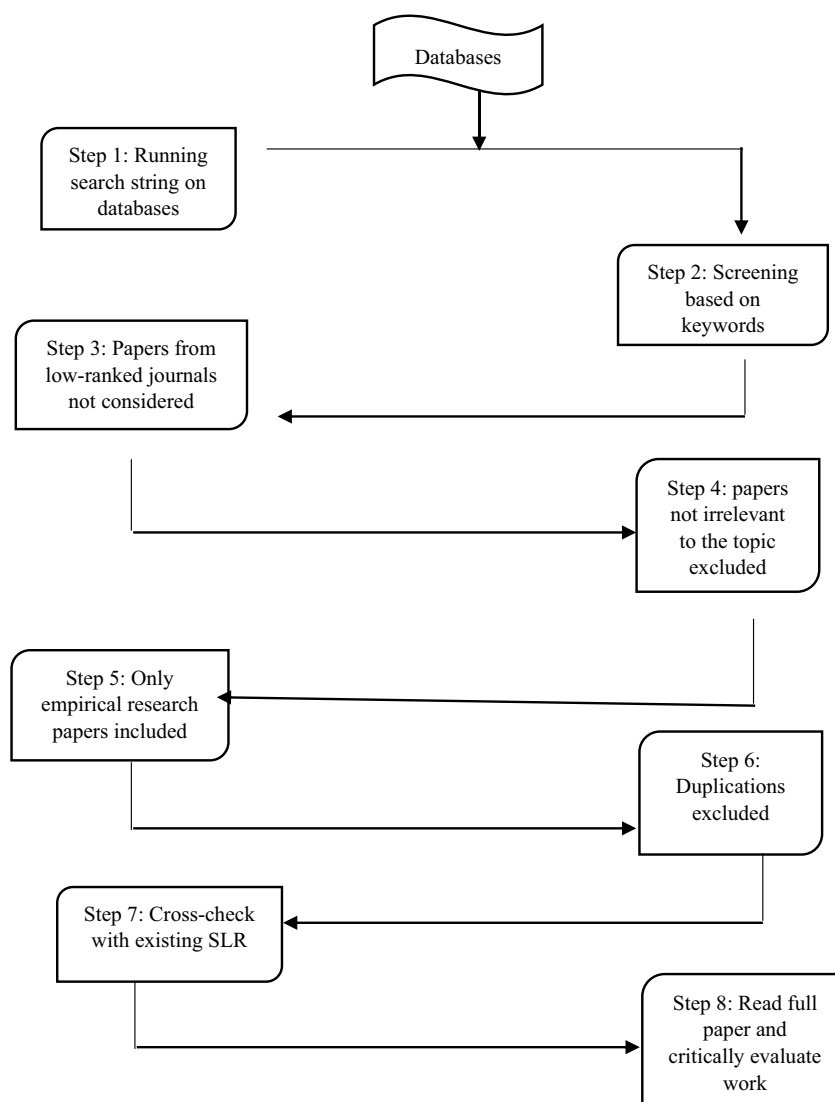 Databases
Step 1: Running
search string on
databases
Step 2: Screening
based on
keywords
Step 3: Papers from
low-ranked journals
not considered
Step 4: papers
not irrelevant
to the topic
excluded
Step 5: Only
empirical research
papers included
Step 6:
Duplications
excluded
Step 7: Cross-check
with existing SLR
Step 8: Read full
paper and
critically evaluate
work